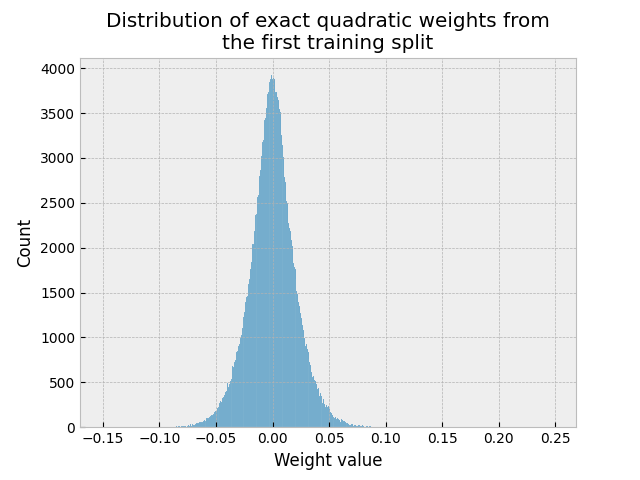 Distribution of exact quadratic weights from
the first training split
4000
3500
3000
2500
2000
1500
1000
500
0
Count
−0.15 −0.10 −0.05 0.00 0.05 0.10 0.15 0.20 0.25
Weight value